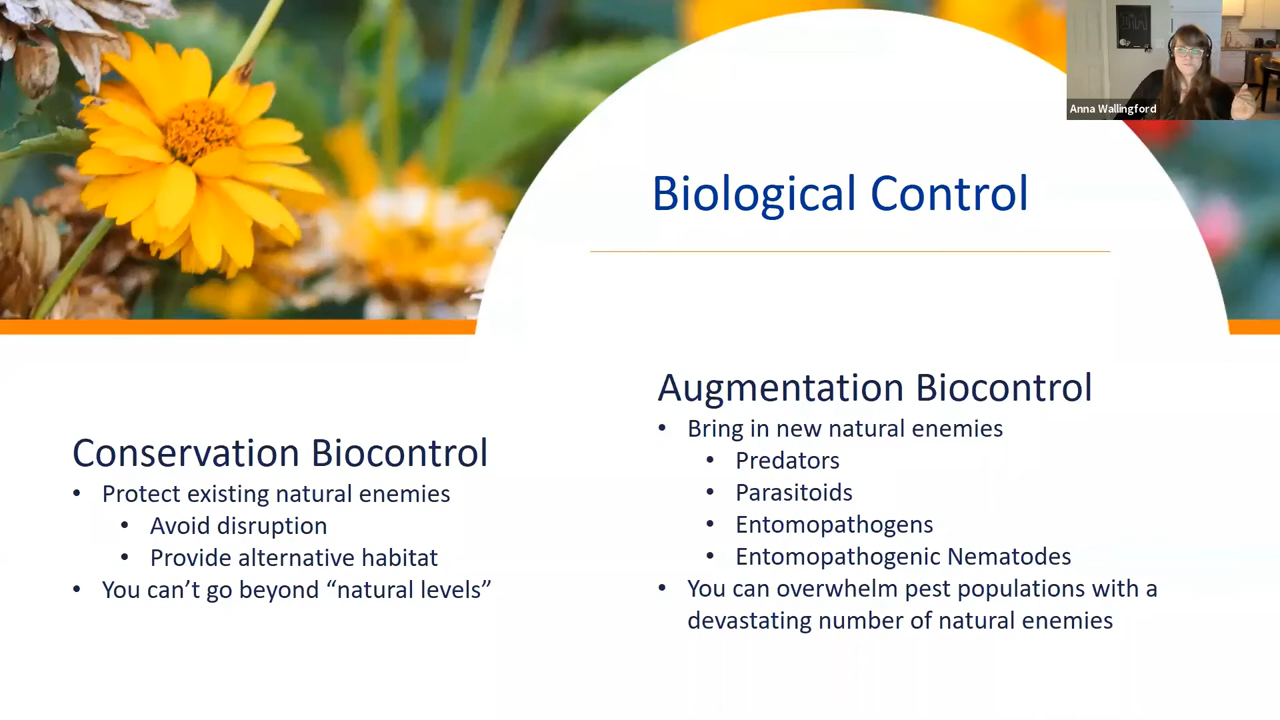 Anna Wallingford
Biological Control
Conservation Biocontrol
• Protect existing natural enemies
• Avoid disruption
• Provide alternative habitat
• You can’t go beyond “natural levels”
Augmentation Biocontrol
• Bring in new natural enemies
• Predators
• Parasitoids
• Entomopathogens
• Entomopathogenic Nematodes
• You can overwhelm pest populations with a
devastating number of natural enemies